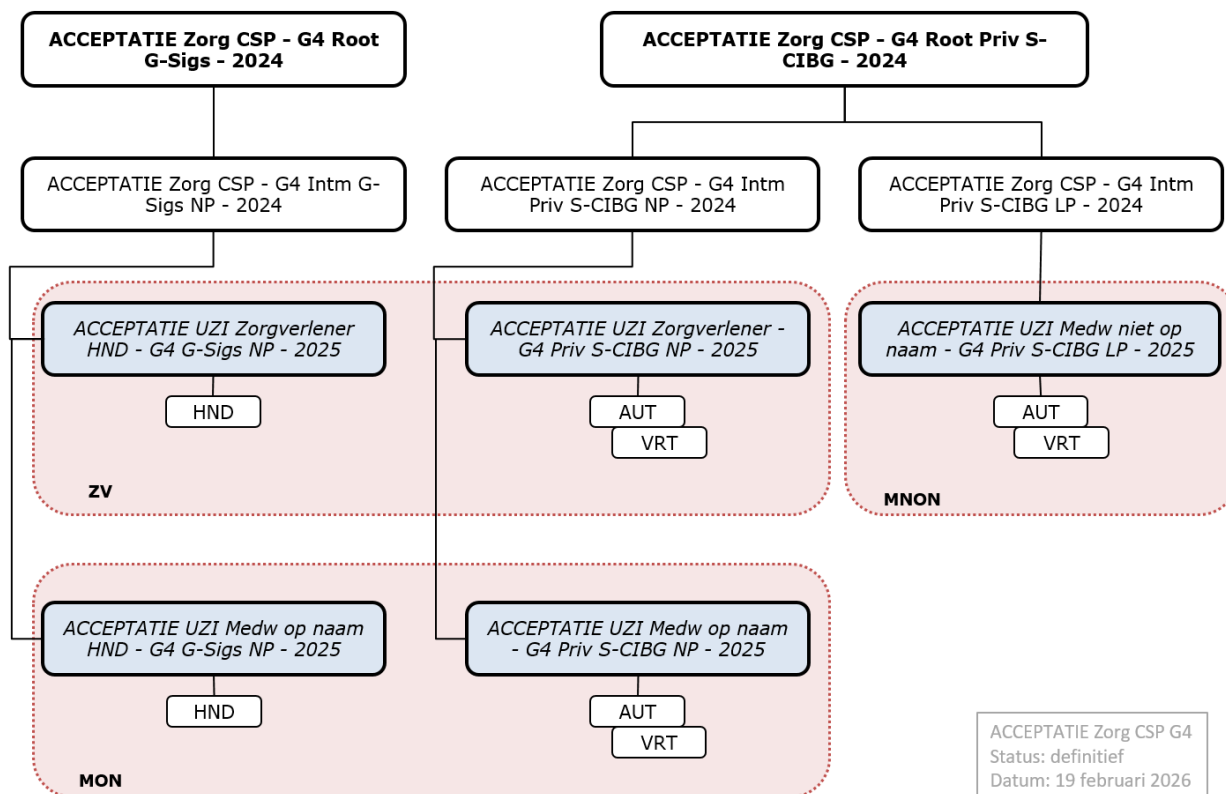 ACCEPTATIE Zorg CSP - G4 Root
G-Sigs - 2024
ACCEPTATIE Zorg CSP - G4 Root Priv S-
CIBG - 2024
ACCEPTATIE Zorg CSP - G4 Intm G-
Sigs NP - 2024
ACCEPTATIE Zorg CSP - G4 Intm
Priv S-CIBG NP - 2024
ACCEPTATIE Zorg CSP - G4 Intm
Priv S-CIBG LP - 2024
ACCEPTATIE UZI Zorgverlener
HND - G4 G-Sigs NP - 2025
ACCEPTATIE UZI Zorgverlener -
G4 Priv S-CIBG NP - 2025
ACCEPTATIE UZI Medw niet op
naam - G4 Priv S-CIBG LP - 2025
HND
AUT
VRT
AUT
VRT
ZV
MNON
ACCEPTATIE UZI Medw op naam
HND - G4 G-Sigs NP - 2025
ACCEPTATIE UZI Medw op naam
- G4 Priv S-CIBG NP - 2025
HND
AUT
VRT
MON
ACCEPTATIE Zorg CSP G4
Status: definitief
Datum: 19 februari 2026